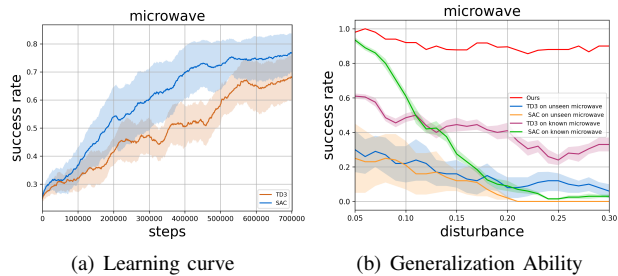 microwave
success rate
0.8
0.7
0.6
0.5
0.4
0.3
0 100000 200000 300000 400000 500000 600000 700000
steps
TD3
SAC
(a) Learning curve
microwave
success rate
1.0
0.8
0.6
0.4
0.2
0.0
0.05 0.10 0.15 0.20 0.25 0.30
disturbance
Ours
TD3 on unseen microwave
SAC on unseen microwave
TD3 on known microwave
SAC on known microwave
(b) Generalization Ability